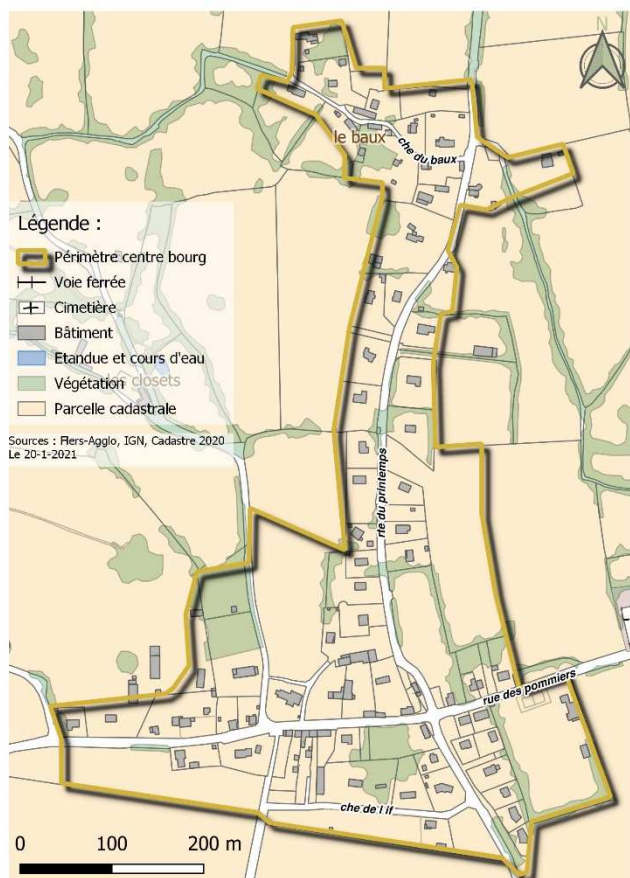 N
le baux
che du baux
Légende :
Périmètre centre bourg
Voie ferrée
Cimetière
Bâtiment
Etandue et cours d'eau
Végétation
closets
Parcelle cadastrale
Sources : Flers-Agglo, IGN, Cadastre 2020
Le 20-1-2021
rte du printemps
rue des pommiers
che de l if
0 100 200 m